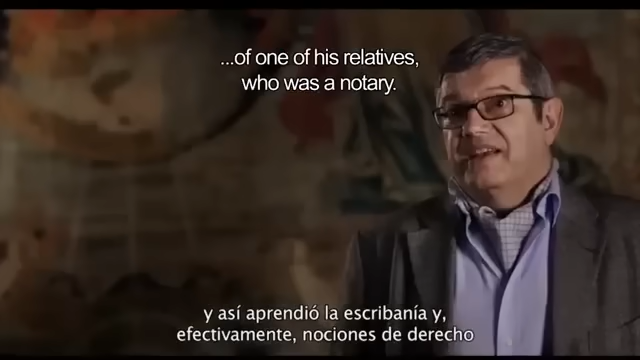 ...of one of his relatives,
who was a notary.
y así aprendió la escribanía y,
efectivamente, nociones de derecho